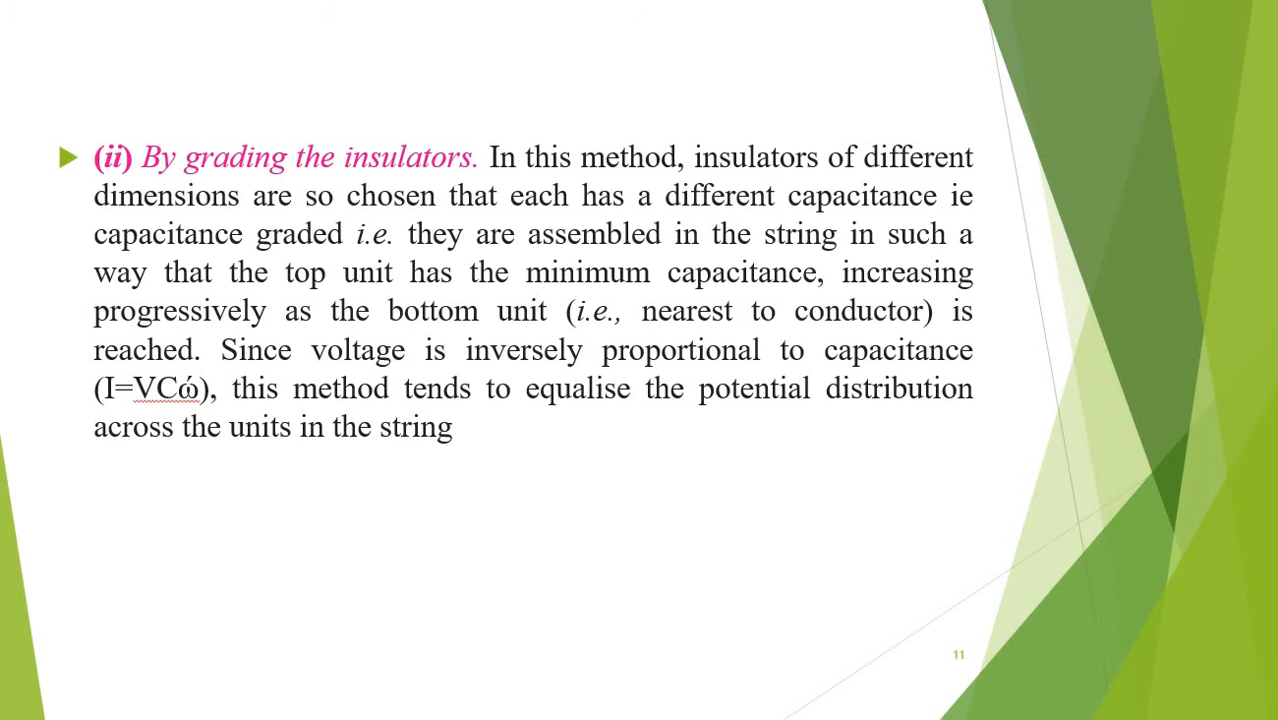 (ii) By grading the insulators. In this method, insulators of different
dimensions are so chosen that each has a different capacitance ie
capacitance graded i.e. they are assembled in the string in such a
way that the top unit has the minimum capacitance, increasing
progressively as the bottom unit (i.e., nearest to conductor) is
reached. Since voltage is inversely proportional to capacitance
(I=VCώ), this method tends to equalise the potential distribution
across the units in the string
11